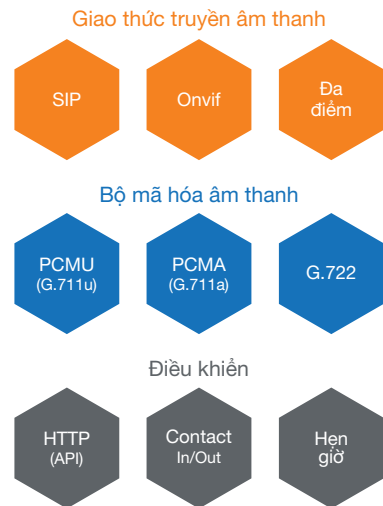 Giao thức truyền âm thanh
SIP
Onvif
Đa
điểm
Bộ mã hóa âm thanh
PCMU
(G.711u)
PCMA
(G.711a)
G.722
Điều khiển
HTTP
(API)
Contact
In/Out
Hẹn
giờ